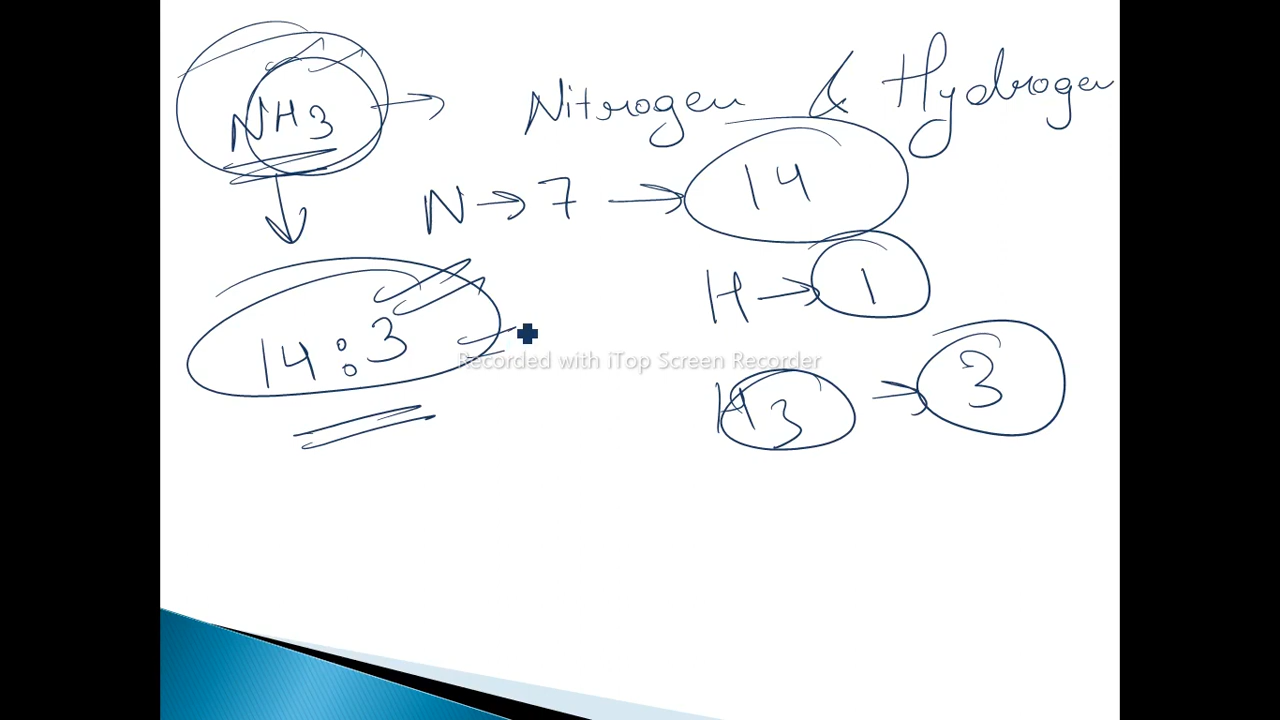 NH3 → Nitrogen & Hydrogen
N → 7 → 14
H → 1
14 : 3
Recorded with iTop Screen Recorder
H3 → 3